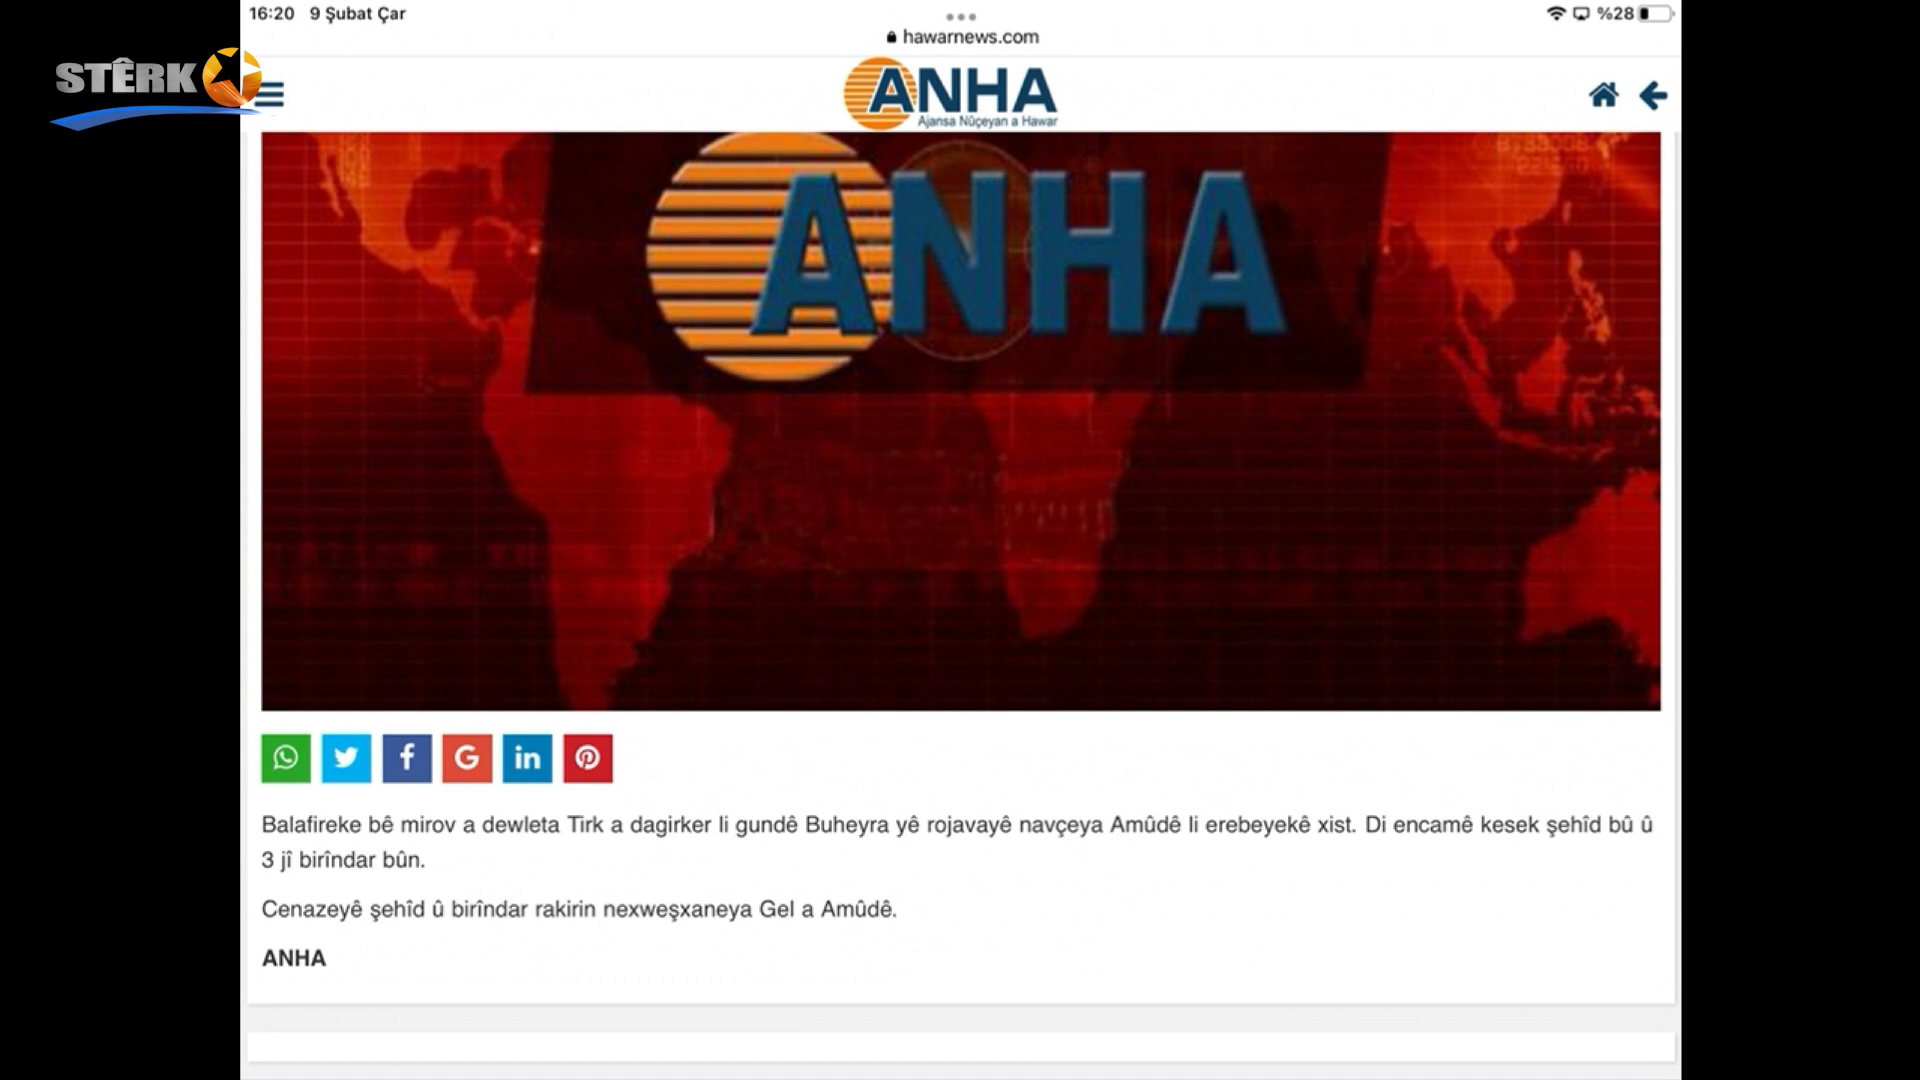 16:20 9 Şubat Çar
%28
hawarnews.com
STÊRK
ANHA
Ajansa Nûçeyan a Hawar
ANHA
Balafireke bê mirov a dewleta Tirk a dagirker li gundê Buheyra yê rojavayê navçeya Amûdê li erebeyekê xist. Di encamê kesek şehîd bû û
3 jî birîndar bûn.
Cenazeyê şehîd û birîndar rakirin nexweşxaneya Gel a Amûdê.
ANHA